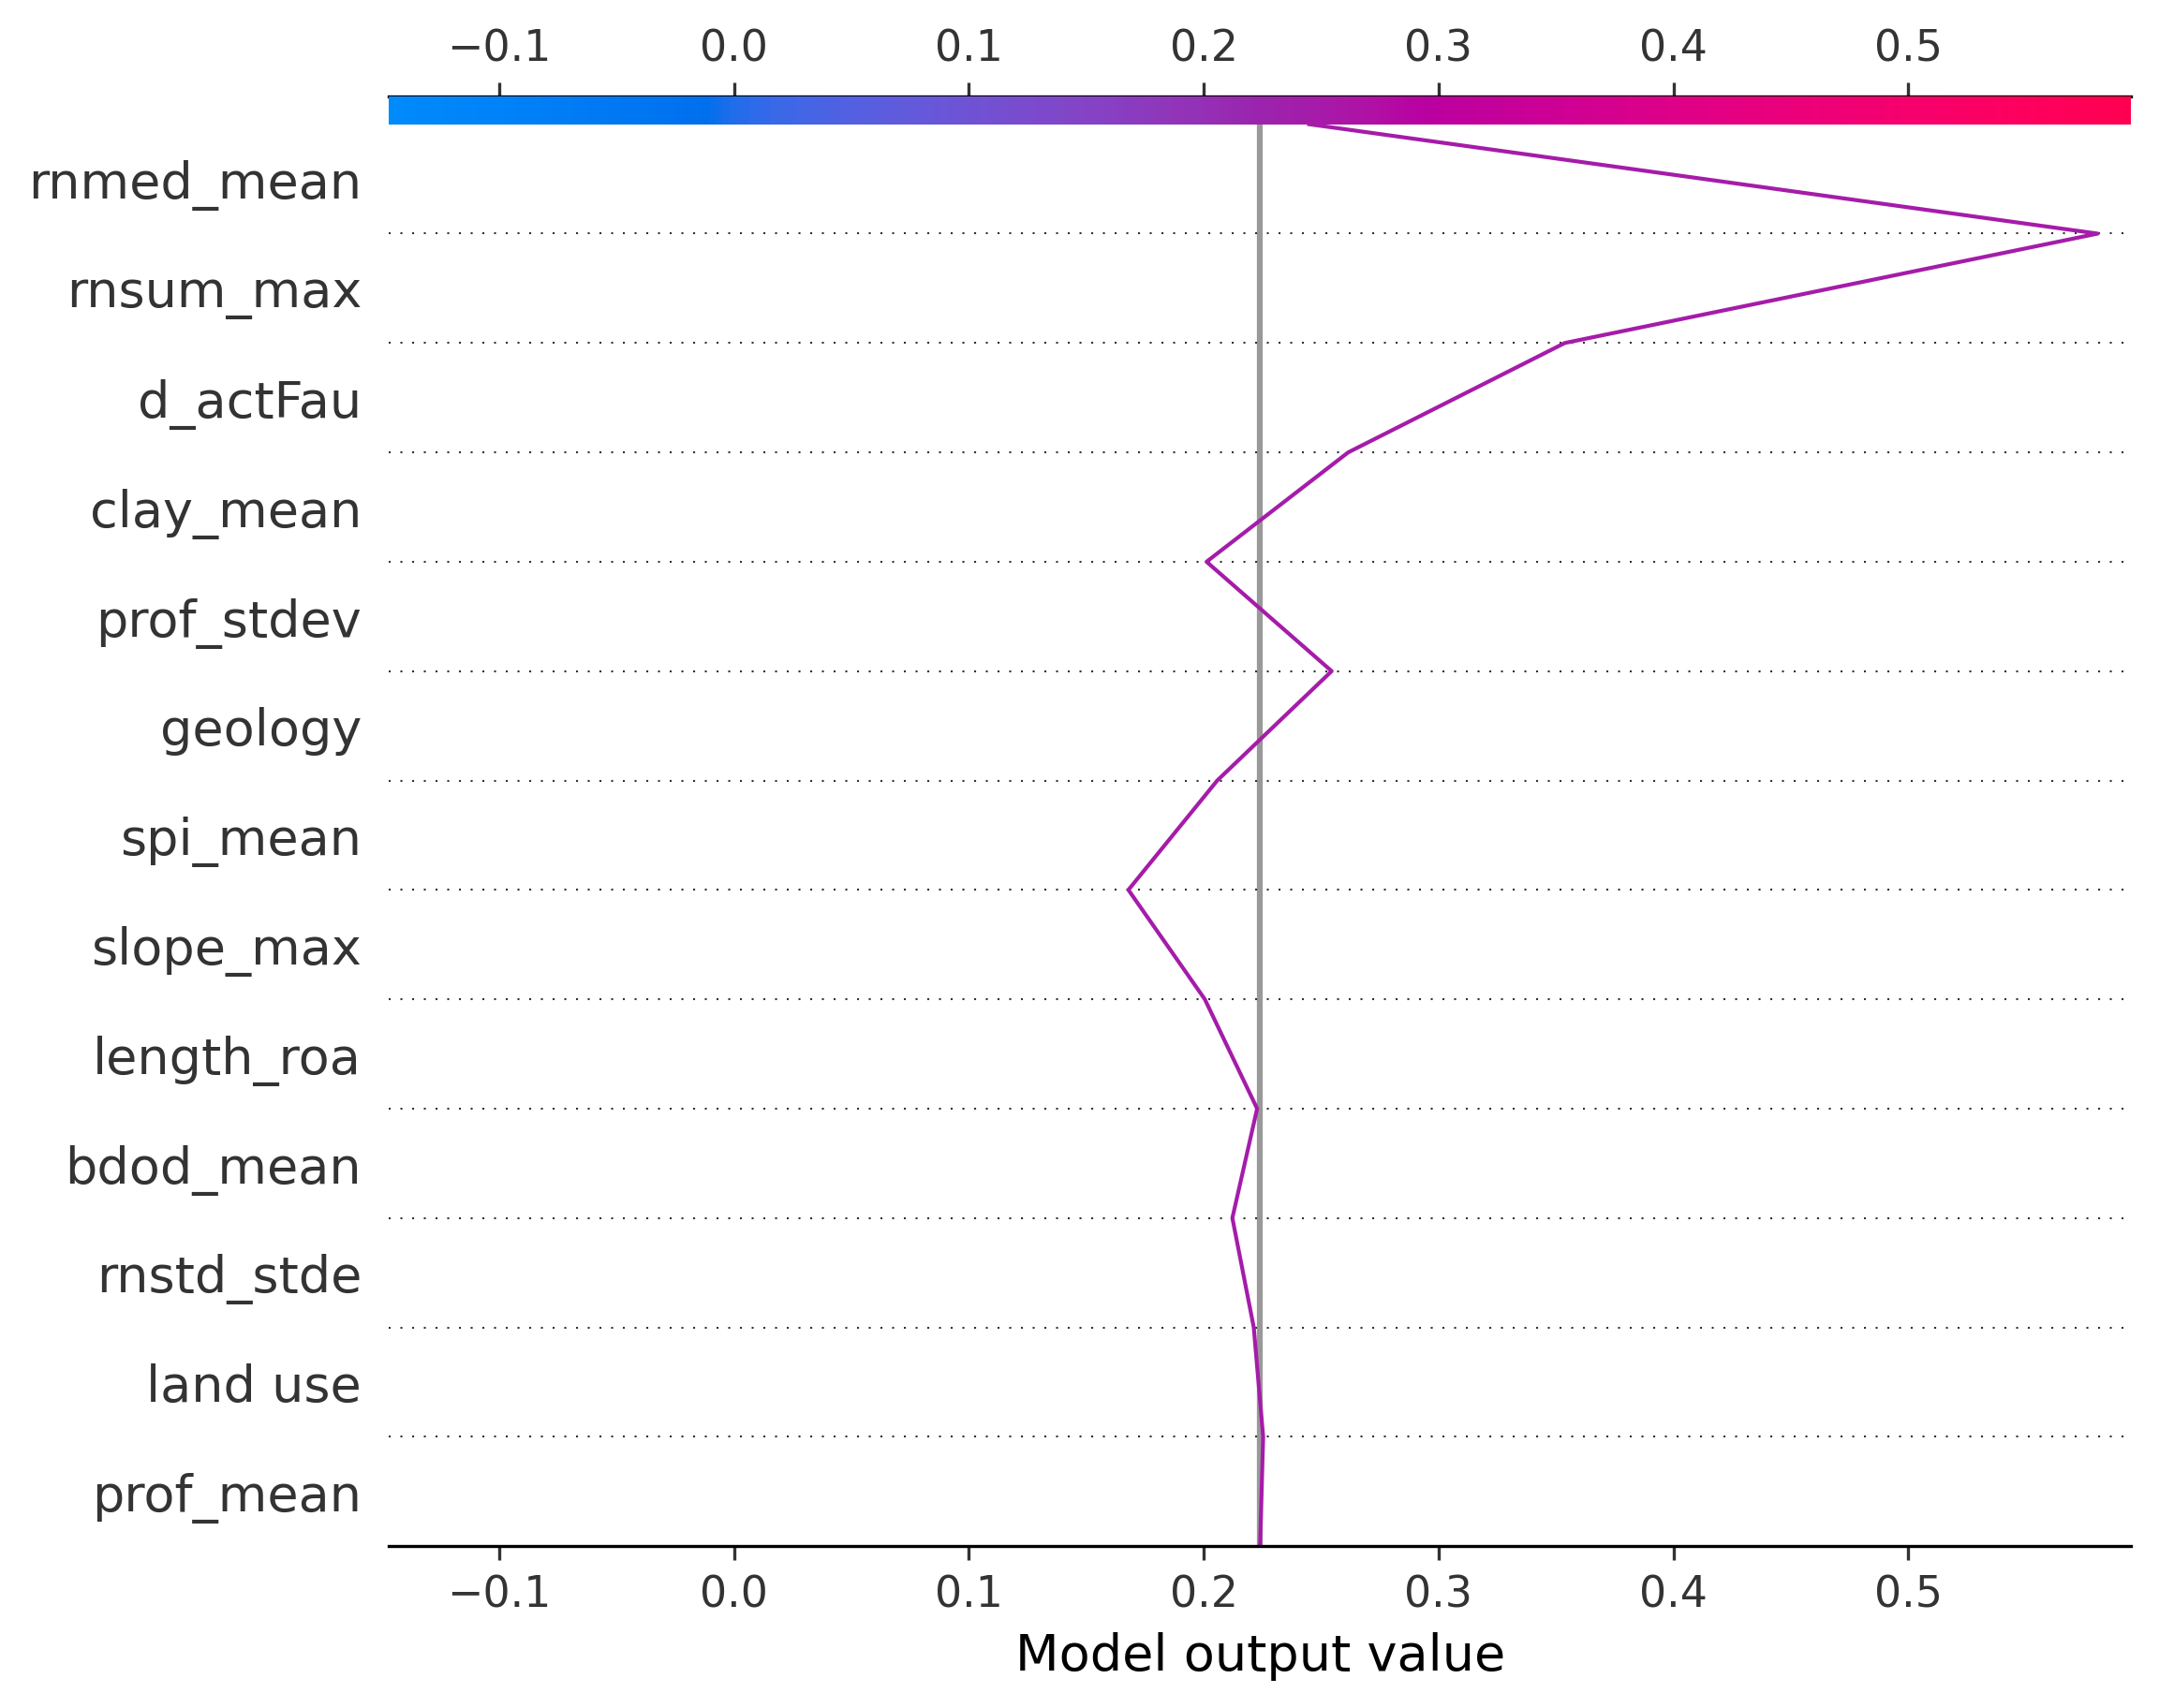 −0.1 0.0 0.1 0.2 0.3 0.4 0.5
rnmed_mean
rnsum_max
d_actFau
clay_mean
prof_stdev
geology
spi_mean
slope_max
length_roa
bdod_mean
rnstd_stde
land use
prof_mean
−0.1 0.0 0.1 0.2 0.3 0.4 0.5
Model output value